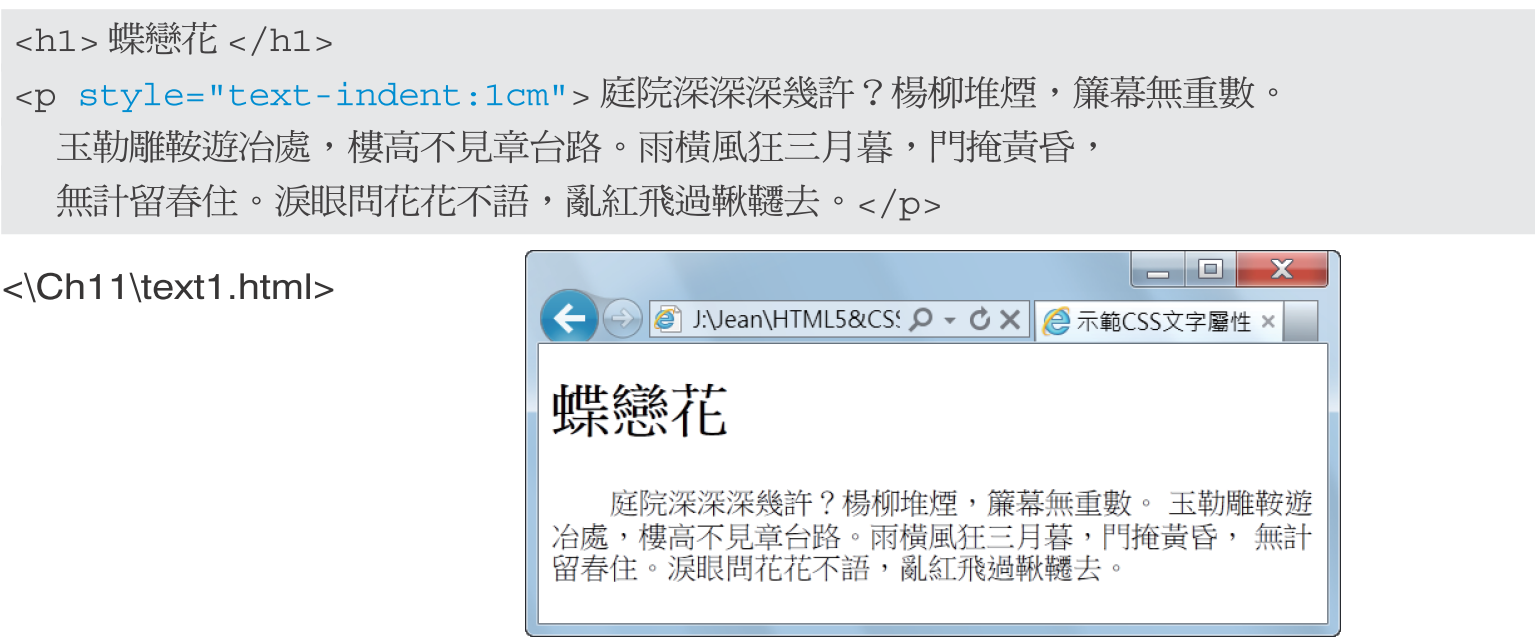 <h1> 蝶戀花 </h1>
<p style="text-indent:1cm"> 庭院深深深幾許？楊柳堆煙，簾幕無重數。
玉勒雕鞍遊冶處，樓高不見章台路。雨橫風狂三月暮，門掩黃昏，
無計留春住。淚眼問花花不語，亂紅飛過鞦韆去。</p>
<\Ch11\text1.html>
J:\Jean\HTML5&CSS
示範CSS文字屬性
蝶戀花
庭院深深深幾許？楊柳堆煙，簾幕無重數。 玉勒雕鞍遊
冶處，樓高不見章台路。雨橫風狂三月暮，門掩黃昏， 無計
留春住。淚眼問花花不語，亂紅飛過鞦韆去。